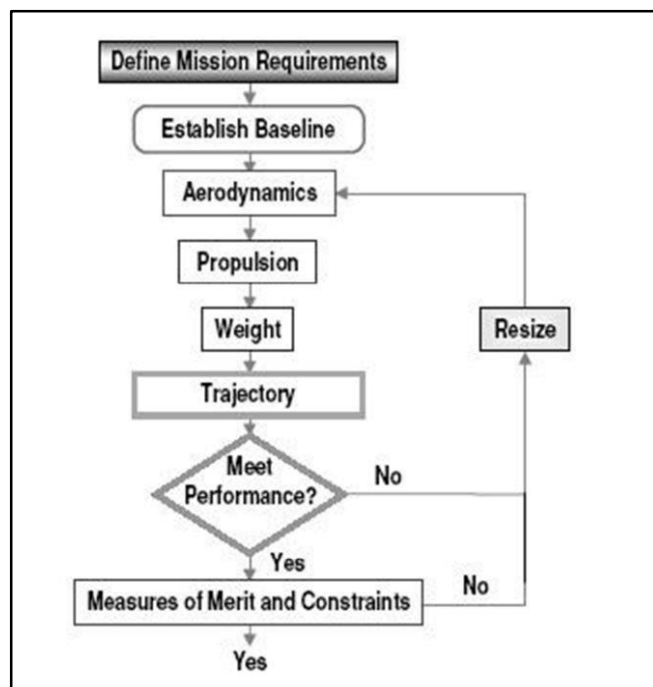 Define Mission Requirements
Establish Baseline
Aerodynamics
Propulsion
Weight
Resize
Trajectory
Meet
Performance?
No
Yes
No
Measures of Merit and Constraints
Yes